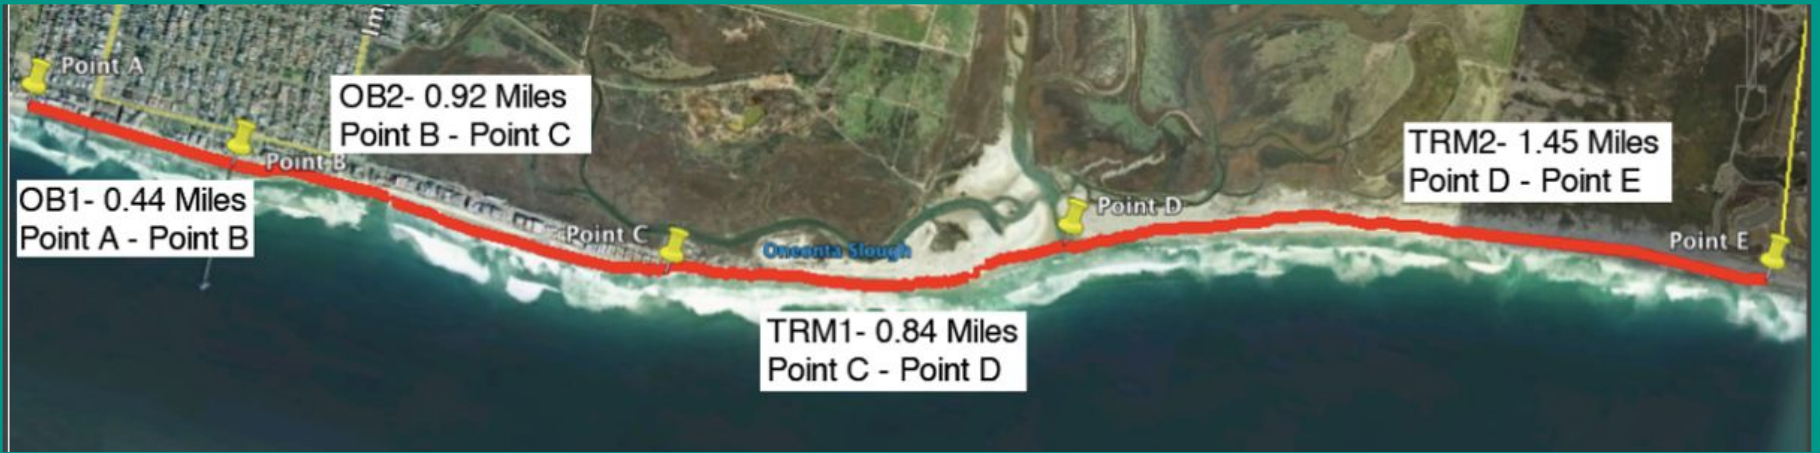 Point A
Im
OB2- 0.92 Miles
Point B - Point C
Point B
OB1- 0.44 Miles
Point A - Point B
Point C
Oneonta Slough
Point D
TRM2- 1.45 Miles
Point D - Point E
Point E
TRM1- 0.84 Miles
Point C - Point D